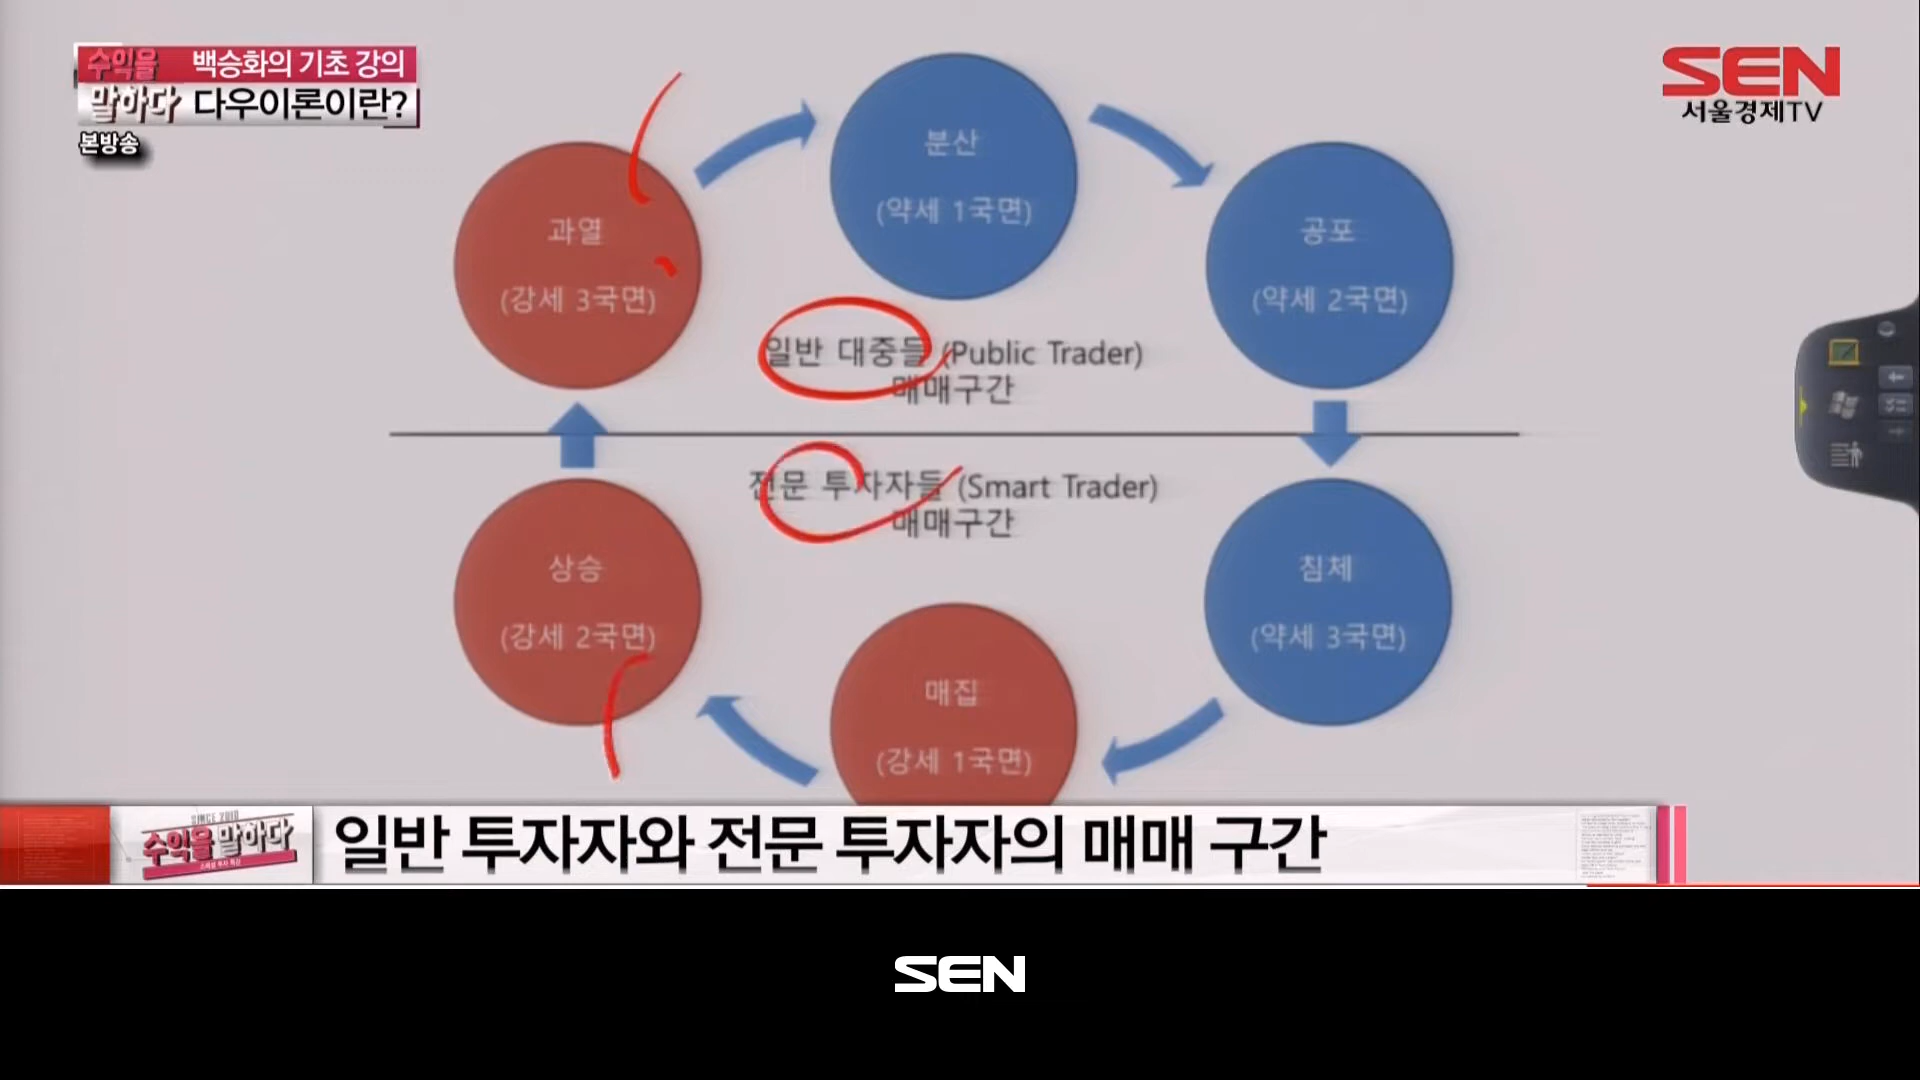 수익을
말하다
백승화의 기초 강의
다우이론이란?
본방송
SEN
서울경제TV
분산
(약세 1국면)
과열
(강세 3국면)
공포
(약세 2국면)
일반 대중들 (Public Trader)
매매구간
전문 투자자들 (Smart Trader)
매매구간
상승
(강세 2국면)
침체
(약세 3국면)
매집
(강세 1국면)
SINCE 2010
수익을 말하다
일반 투자자와 전문 투자자의 매매 구간
SEN